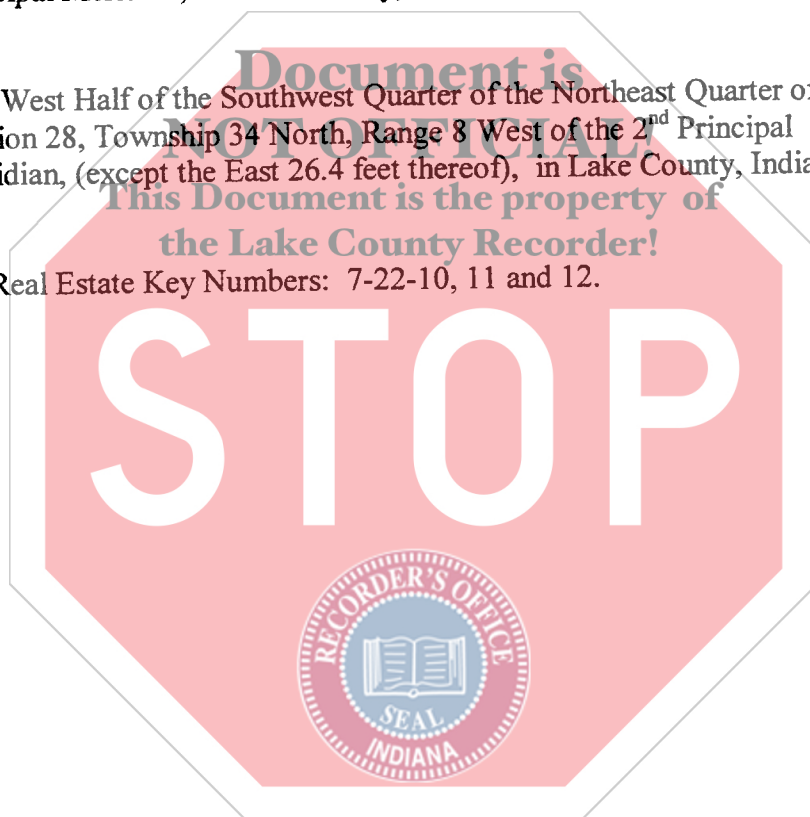 Document is
West Half of the Southwest Quarter of the Northeast Quarter of
ion 28, Township 34 North, Range 8 West of the 2nd Principal
NOT OFFICIAL!
idian, (except the East 26.4 feet thereof), in Lake County, India
This Document is the property of
the Lake County Recorder!
Real Estate Key Numbers: 7-22-10, 11 and 12.
STOP
RECORDER'S OFFICE
SEAL
INDIANA